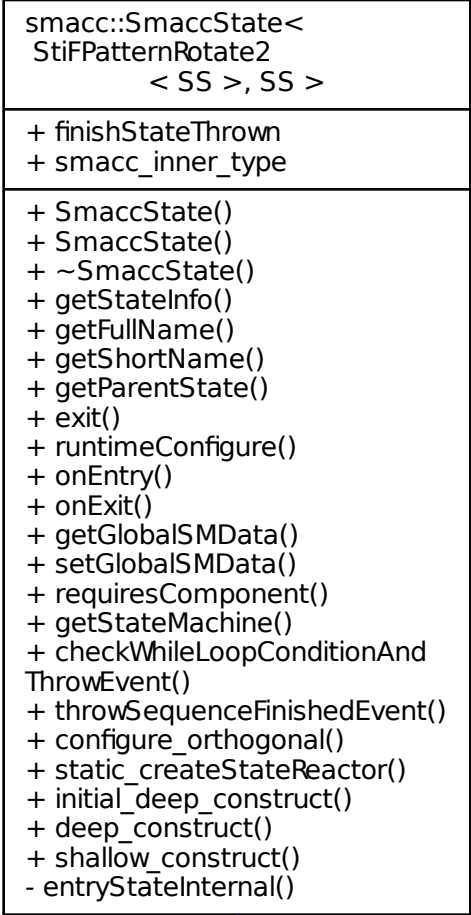 smacc::SmaccState<
StiFPatternRotate2
< SS >, SS >
+ finishStateThrown
+ smacc_inner_type
+ SmaccState()
+ SmaccState()
+ ~SmaccState()
+ getStateInfo()
+ getFullName()
+ getShortName()
+ getParentState()
+ exit()
+ runtimeConfigure()
+ onEntry()
+ onExit()
+ getGlobalSMData()
+ setGlobalSMData()
+ requiresComponent()
+ getStateMachine()
+ checkWhileLoopConditionAnd
ThrowEvent()
+ throwSequenceFinishedEvent()
+ configure_orthogonal()
+ static_createStateReactor()
+ initial_deep_construct()
+ deep_construct()
+ shallow_construct()
- entryStateInternal()